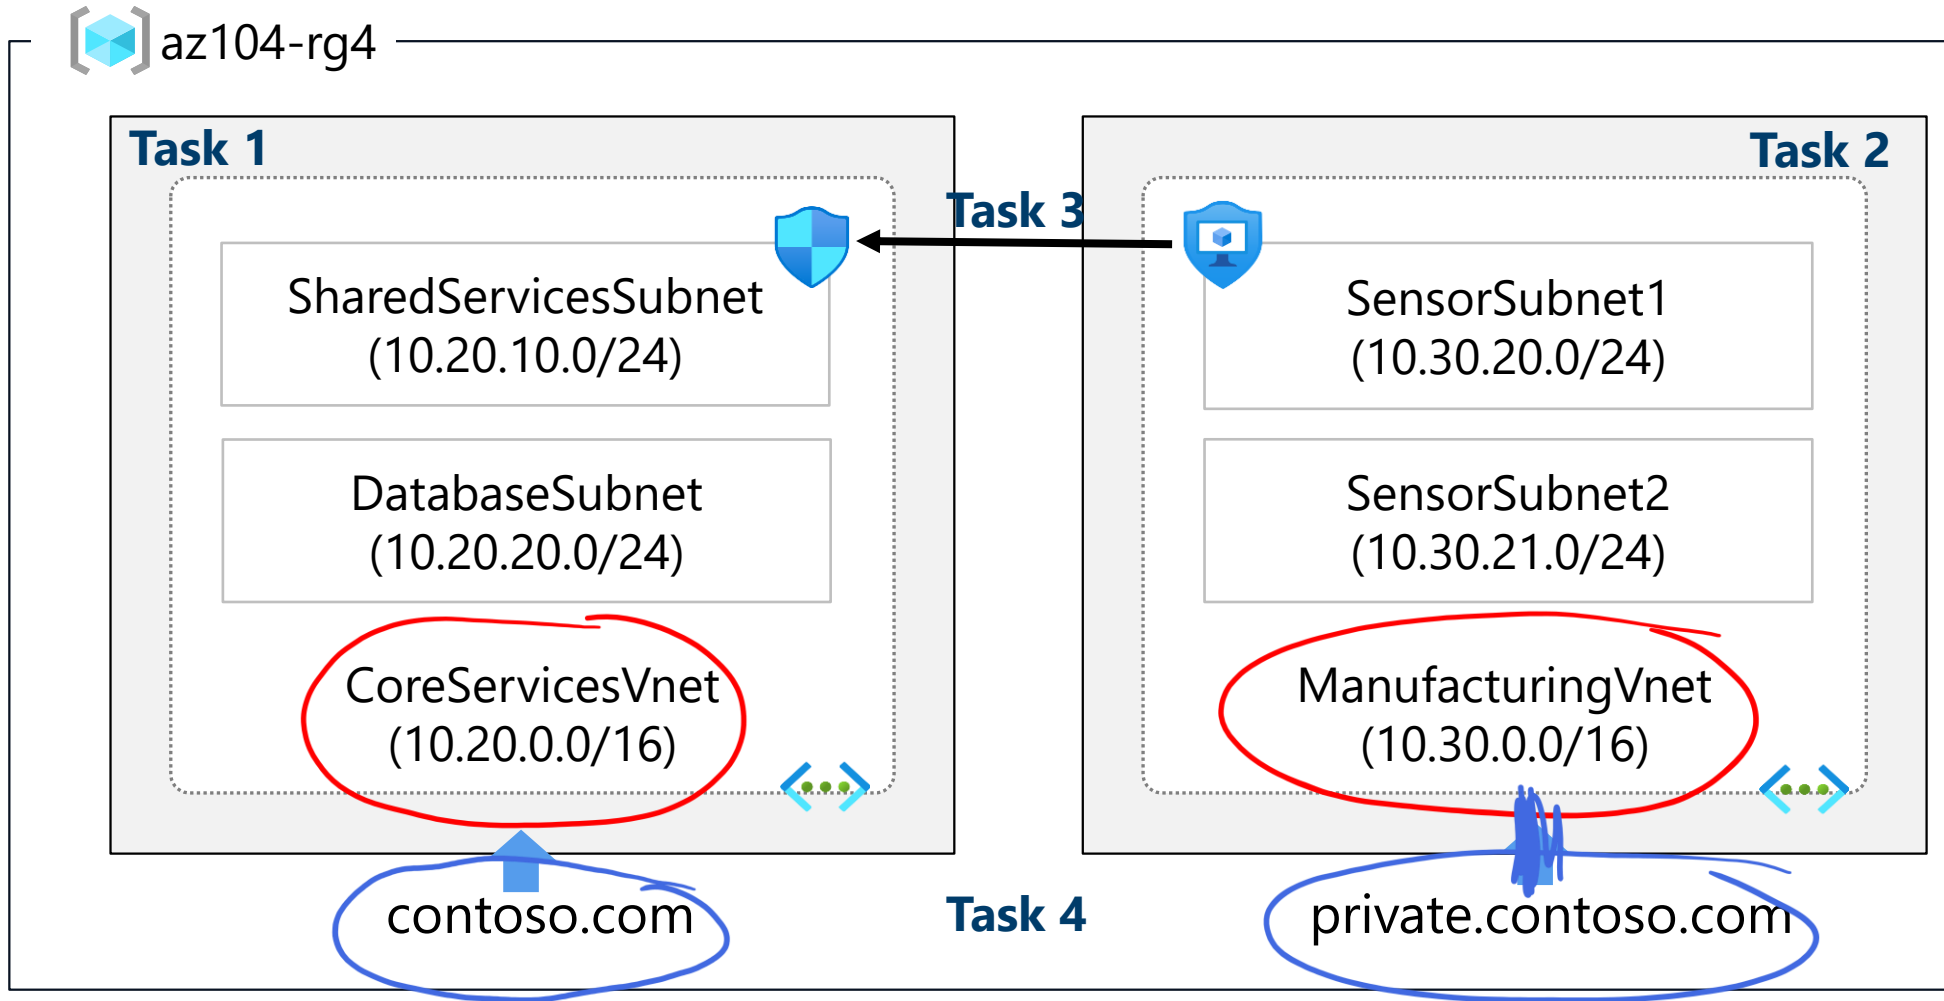 az104-rg4
Task 1
Task 2
Task 3
SharedServicesSubnet
(10.20.10.0/24)
SensorSubnet1
(10.30.20.0/24)
DatabaseSubnet
(10.20.20.0/24)
SensorSubnet2
(10.30.21.0/24)
CoreServicesVnet
(10.20.0.0/16)
ManufacturingVnet
(10.30.0.0/16)
contoso.com
Task 4
private.contoso.com